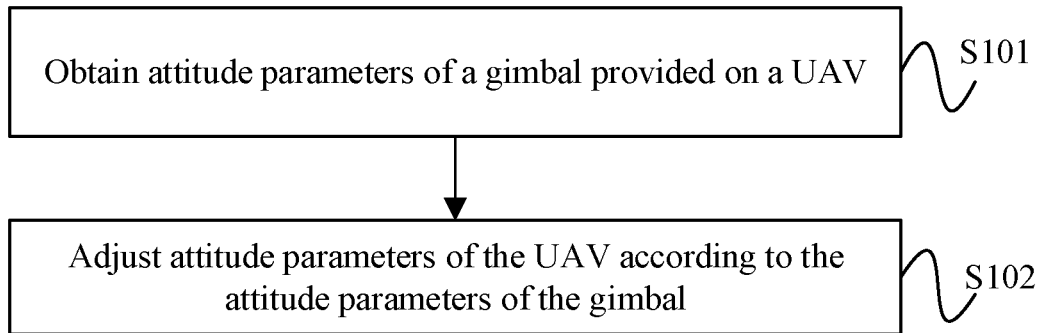 Obtain attitude parameters of a gimbal provided on a UAV
S101
Adjust attitude parameters of the UAV according to the
attitude parameters of the gimbal
S102